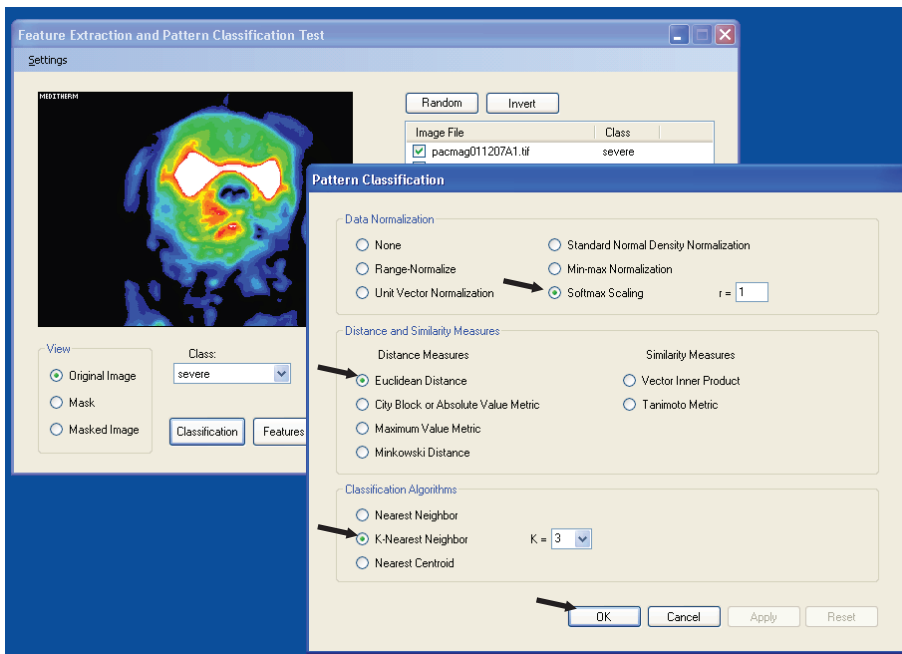 Feature Extraction and Pattern Classification Test
Settings
MEDITHERM
Random Invert
Image File Class
pacmag011207A1.tif severe
View
Original Image
Mask
Masked Image
Class:
severe
Classification Features
Pattern Classification
Data Normalization
None Standard Normal Density Normalization
Range-Normalize Min-max Normalization
Unit Vector Normalization Softmax Scaling r = 1
Distance and Similarity Measures
Distance Measures Similarity Measures
Euclidean Distance Vector Inner Product
City Block or Absolute Value Metric Tanimoto Metric
Maximum Value Metric
Minkowski Distance
Classification Algorithms
Nearest Neighbor
K-Nearest Neighbor K = 3
Nearest Centroid
OK Cancel Apply Reset